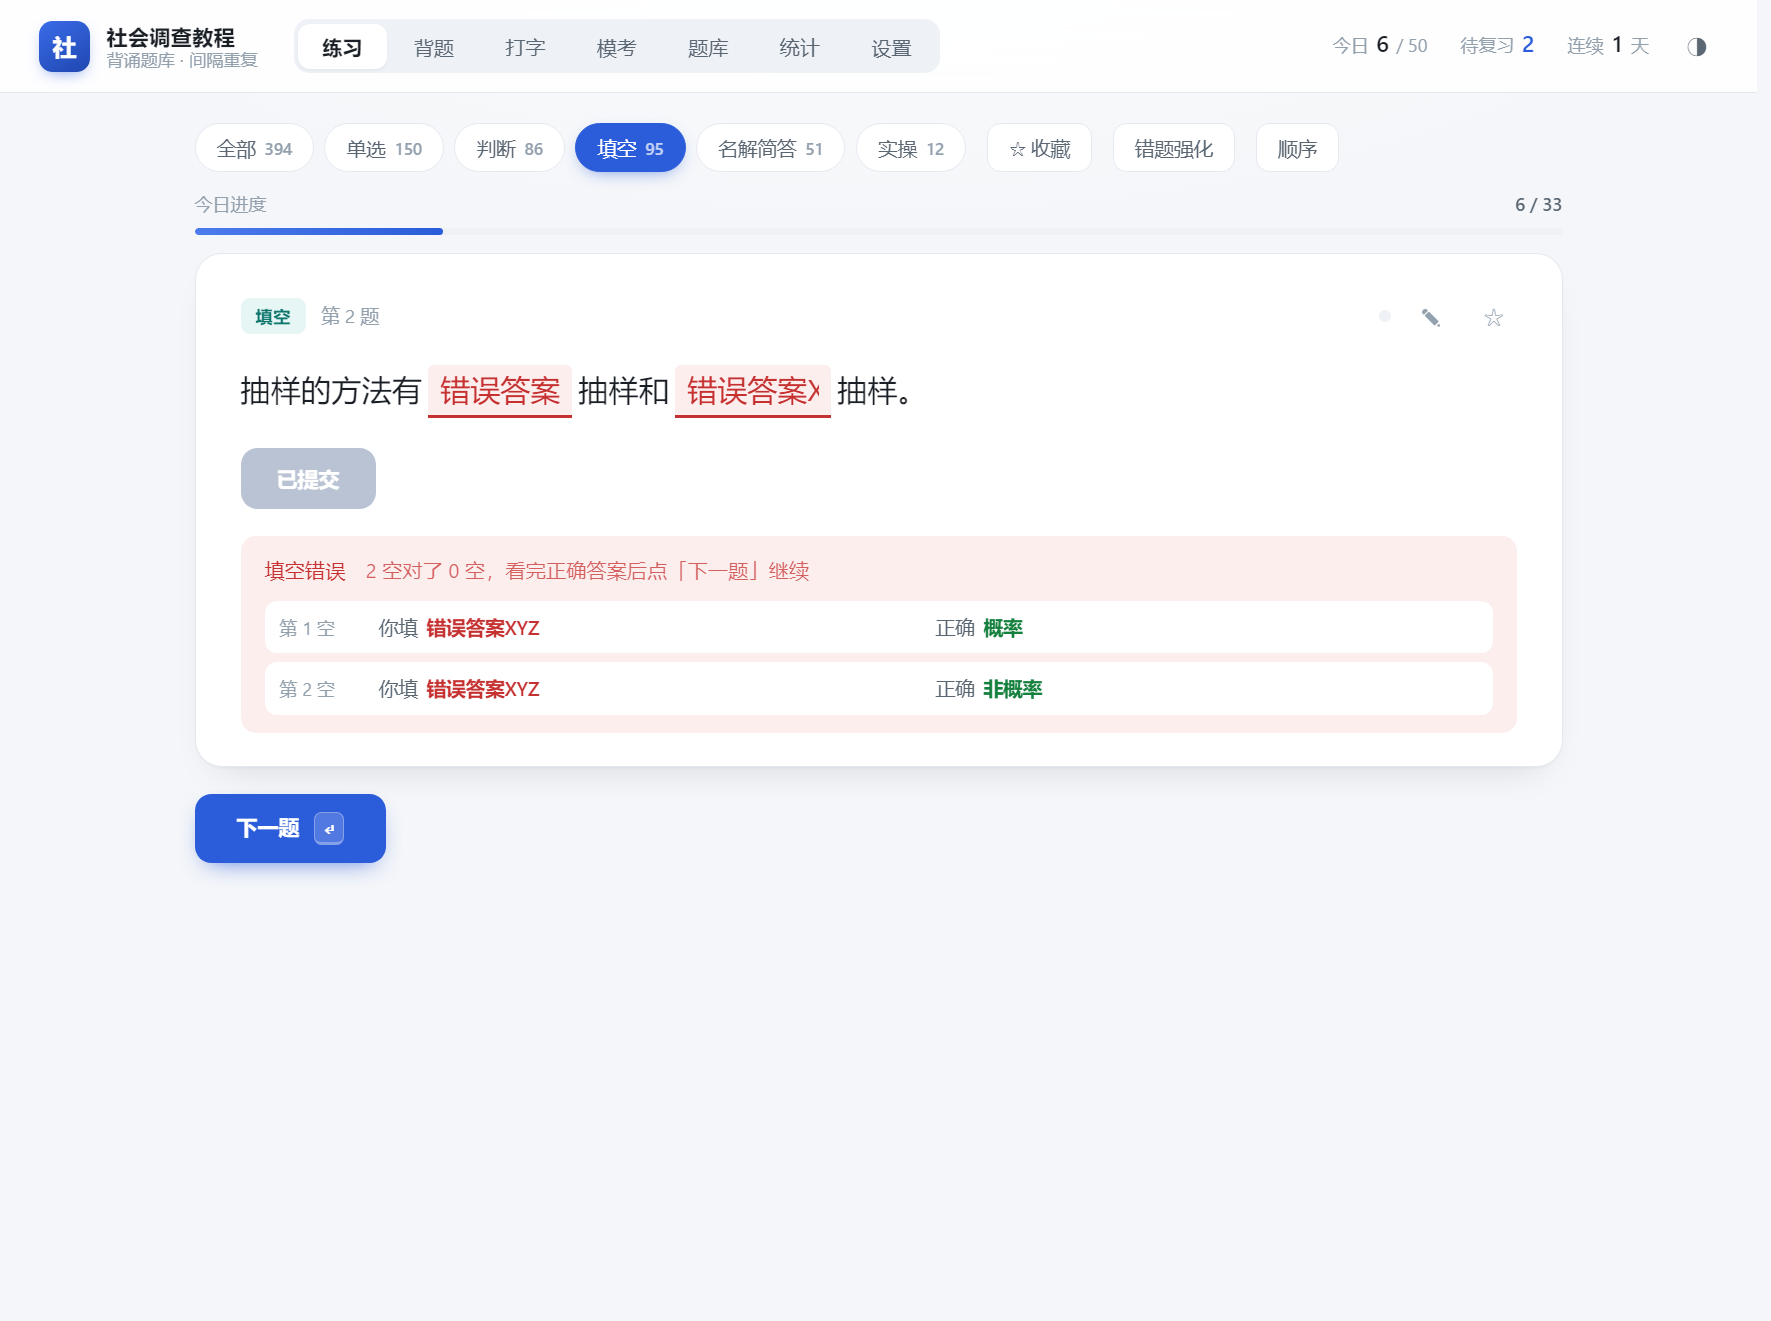 社 社会调查教程
背诵题库 · 间隔重复
练习 背题 打字 模考 题库 统计 设置
今日 6 / 50 待复习 2 连续 1 天
全部 394 单选 150 判断 86 填空 95 名解简答 51 实操 12 ☆ 收藏 错题强化 顺序
今日进度 6 / 33
填空 第 2 题
抽样的方法有 错误答案 抽样和 错误答案X 抽样。
已提交
填空错误 2 空对了 0 空，看完正确答案后点「下一题」继续
第 1 空 你填 错误答案XYZ 正确 概率
第 2 空 你填 错误答案XYZ 正确 非概率
下一题